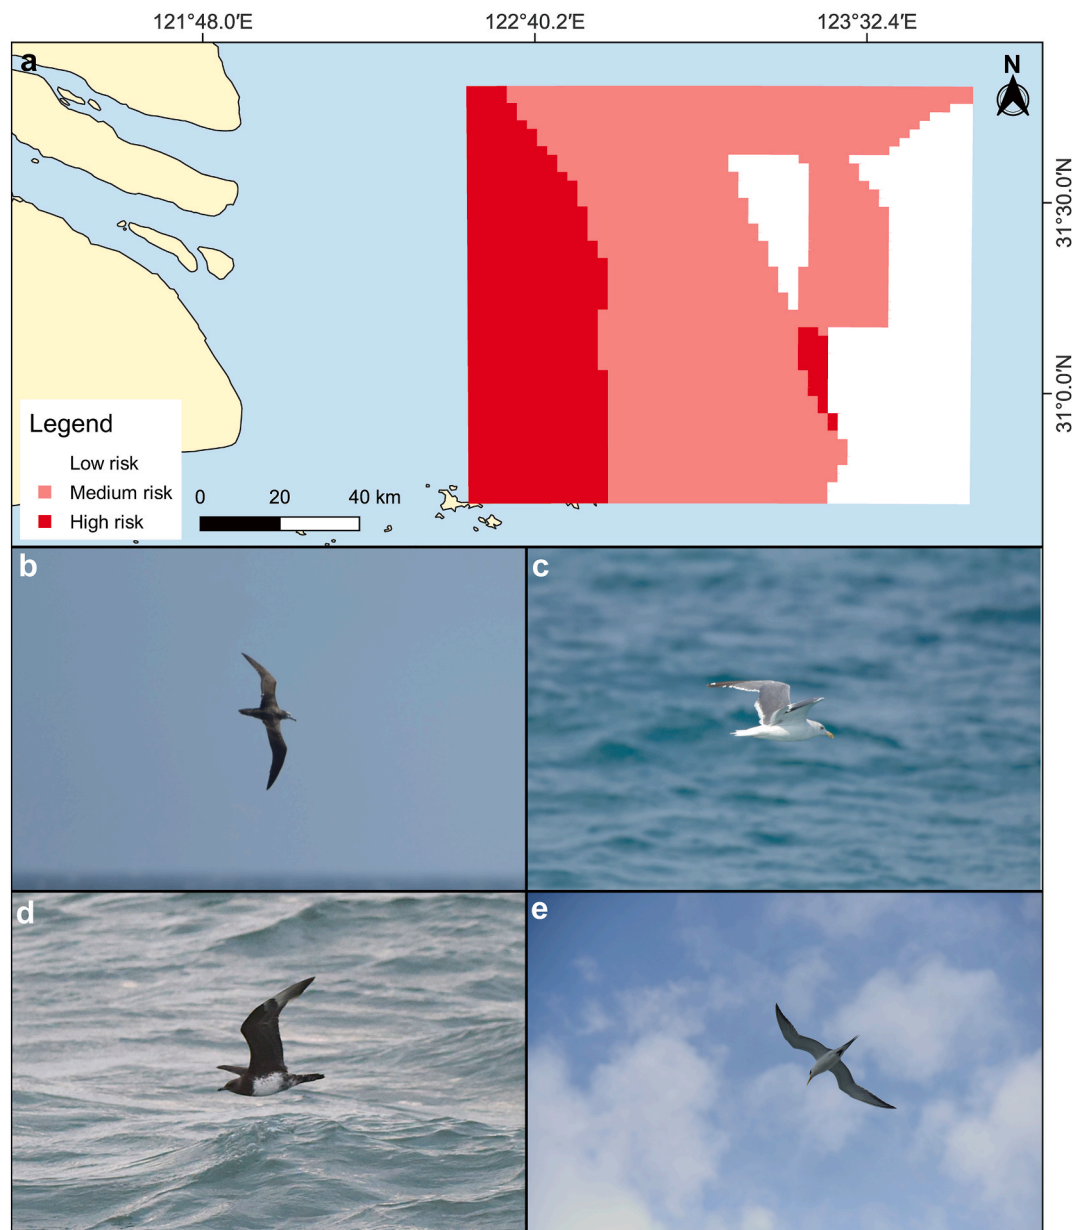 121°48.0′E 122°40.2′E 123°32.4′E
a
N
31°30.0′N
31°0.0′N
Legend
Low risk
Medium risk
High risk
0 20 40 km
b
c
d
e